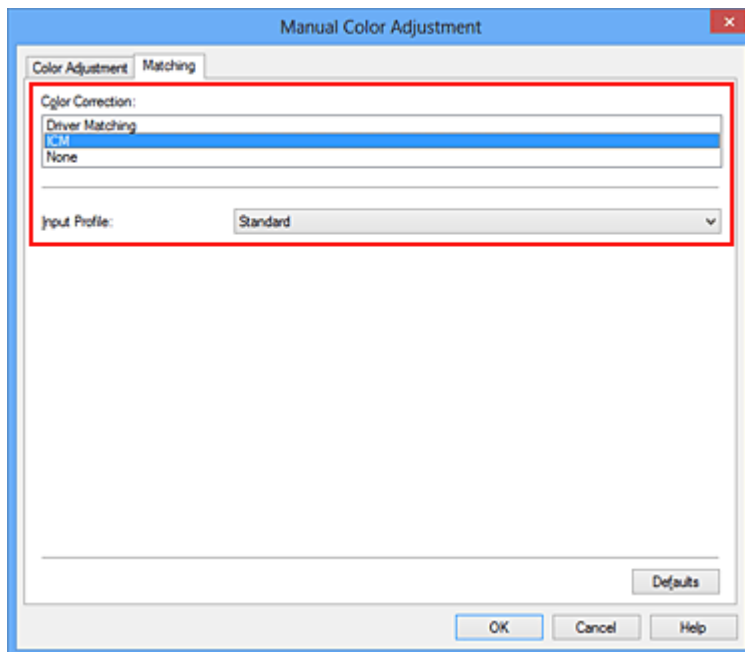 Manual Color Adjustment
Color Adjustment Matching
Color Correction:
Driver Matching
ICM
None
Input Profile: Standard
Defaults
OK Cancel Help